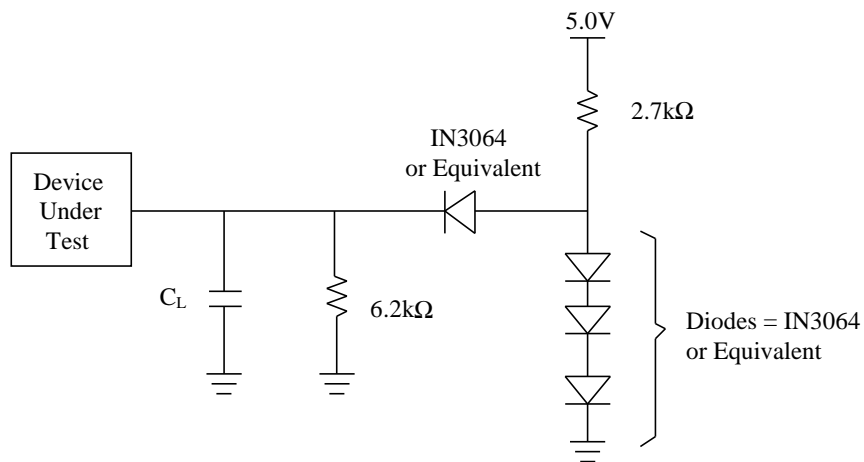 5.0V
2.7kΩ
IN3064
or Equivalent
Device
Under
Test
CL
6.2kΩ
Diodes = IN3064
or Equivalent